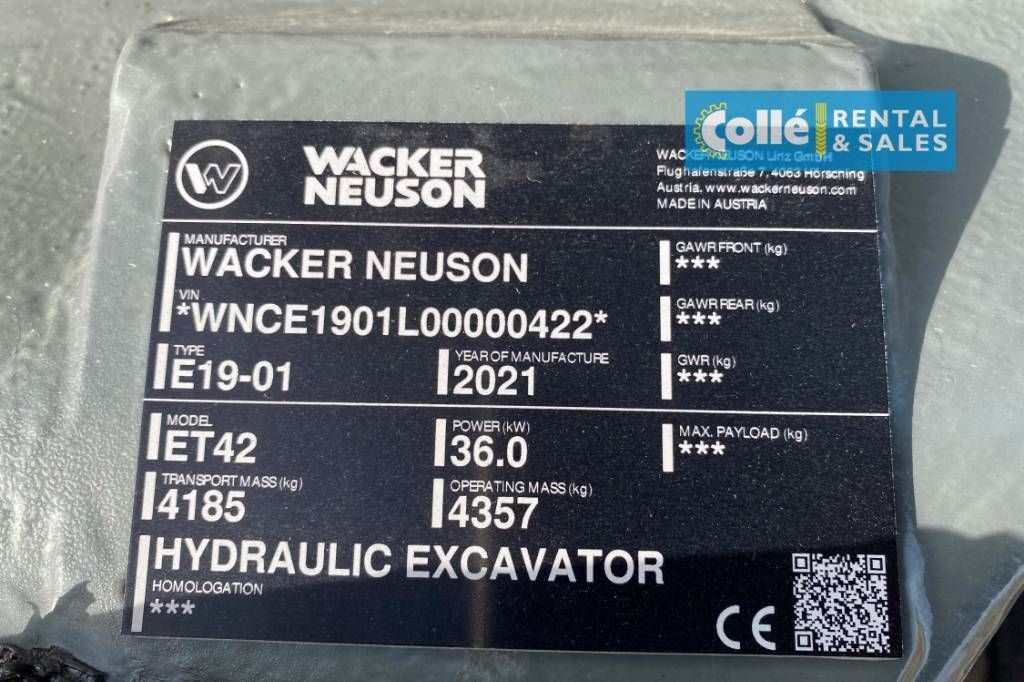 Collé RENTAL
& SALES
W
WACKER
NEUSON
WACKER NEUSON Linz GmbH
Flughafenstraße 7, 4063 Hörsching
Austria, www.wackerneuson.com
MADE IN AUSTRIA
MANUFACTURER
WACKER NEUSON
GAWR FRONT (kg)
***
VIN
*WNCE1901L00000422*
GAWR REAR (kg)
***
TYPE
E19-01
YEAR OF MANUFACTURE
2021
GWR (kg)
***
MODEL
ET42
POWER (kW)
36.0
MAX. PAYLOAD (kg)
***
TRANSPORT MASS (kg)
4185
OPERATING MASS (kg)
4357
HYDRAULIC EXCAVATOR
HOMOLOGATION
***
CE